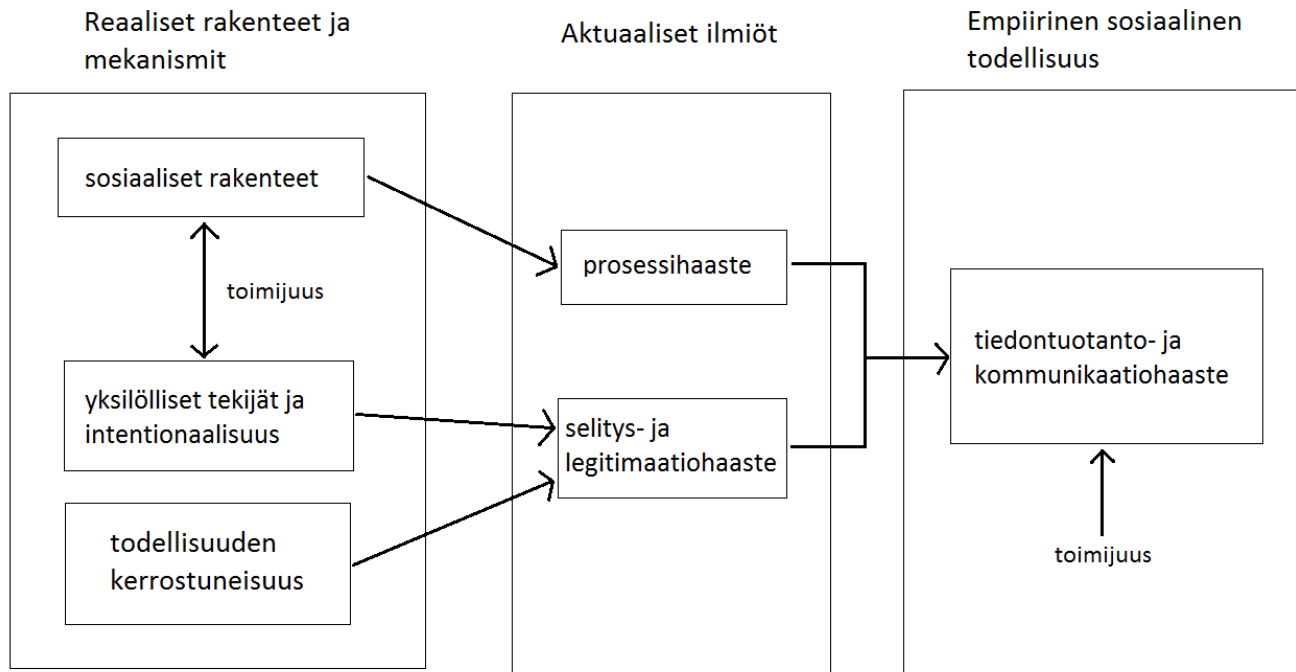 Reaaliset rakenteet ja
mekanismit
sosiaaliset rakenteet
toimijuus
yksilölliset tekijät ja
intentionaalisuus
todellisuuden
kerrostuneisuus
Aktuaaliset ilmiöt
prosessihaaste
selitys- ja
legitimaatiohaaste
Empiirinen sosiaalinen
todellisuus
tiedontuotanto- ja
kommunikaatiohaaste
toimijuus